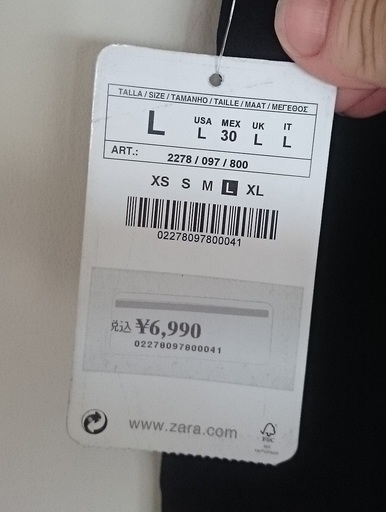 TALLA / SIZE / TAMANHO / TAILLE / MAAT / ΜΕΓΕΘΟΣ
L USA L MEX 30 UK L IT L
ART.: 2278 / 097 / 800
XS S M L XL
02278097800041
税込 ¥6,990
02278097800041
www.zara.com
FSC